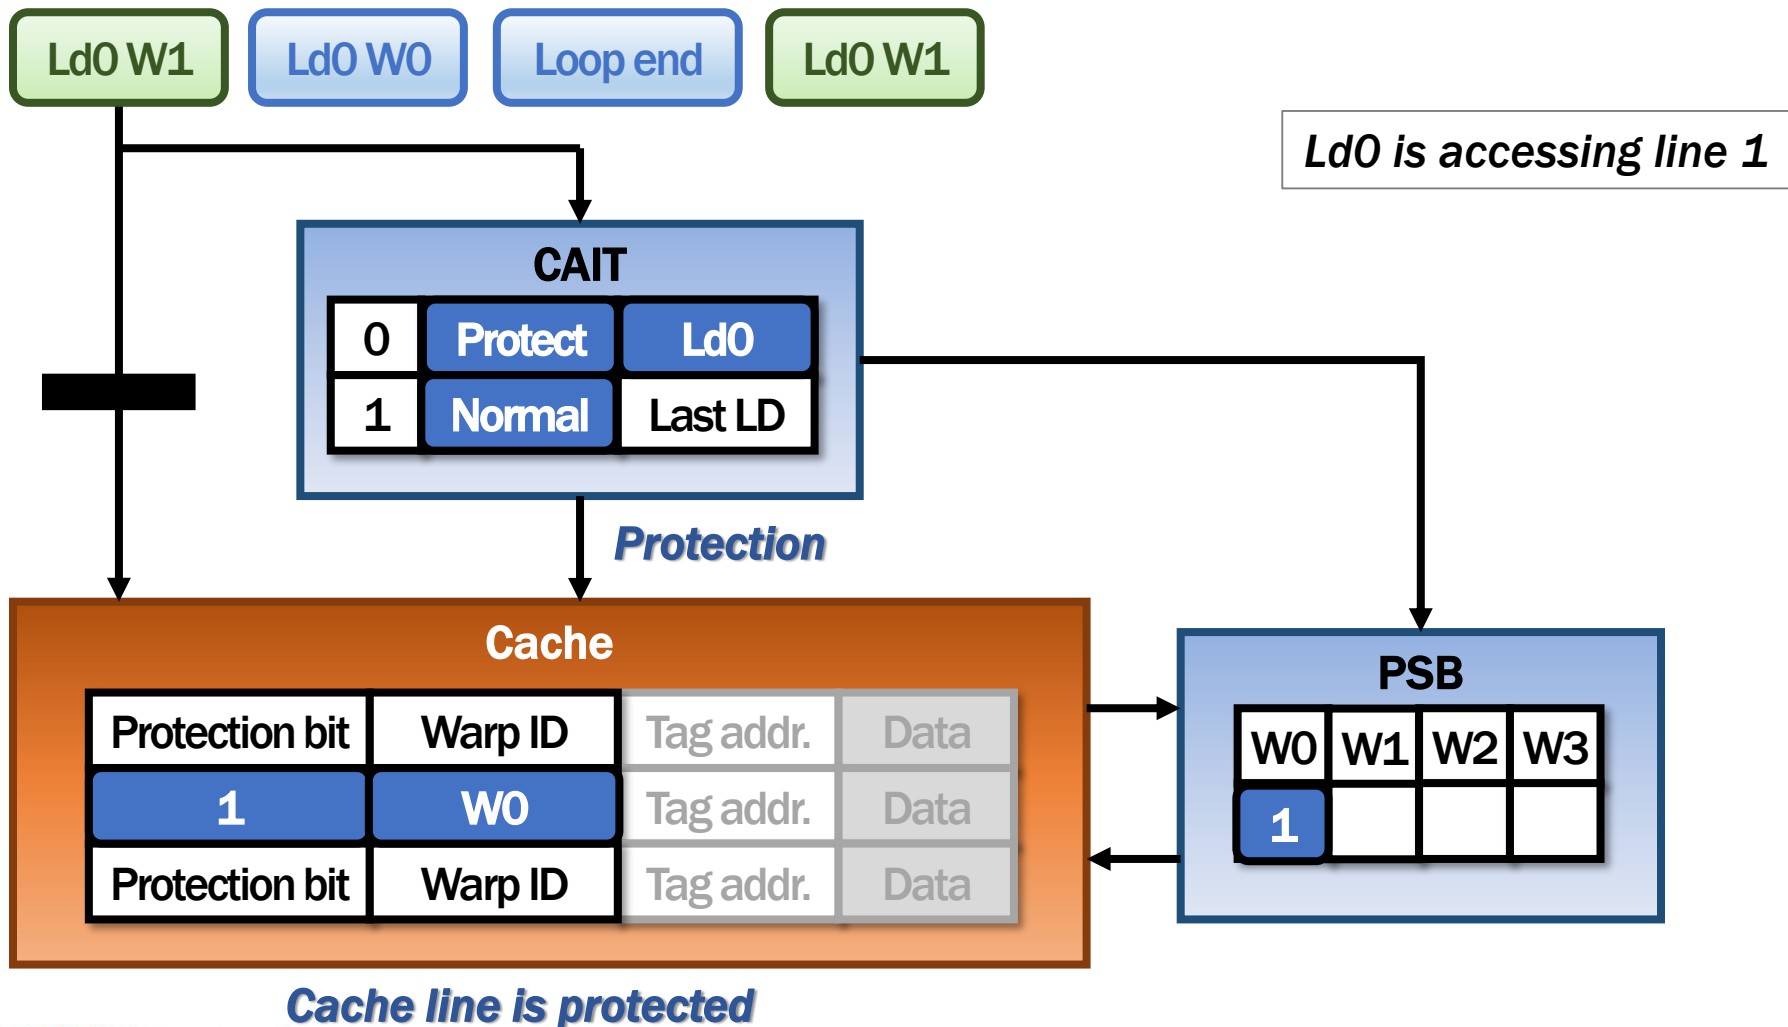 Ld0 W1 Ld0 W0 Loop end Ld0 W1
Ld0 is accessing line 1
CAIT
0 Protect Ld0
1 Normal Last LD
Protection
Cache
Protection bit Warp ID Tag addr. Data
1 W0 Tag addr. Data
Protection bit Warp ID Tag addr. Data
PSB
W0 W1 W2 W3
1
Cache line is protected